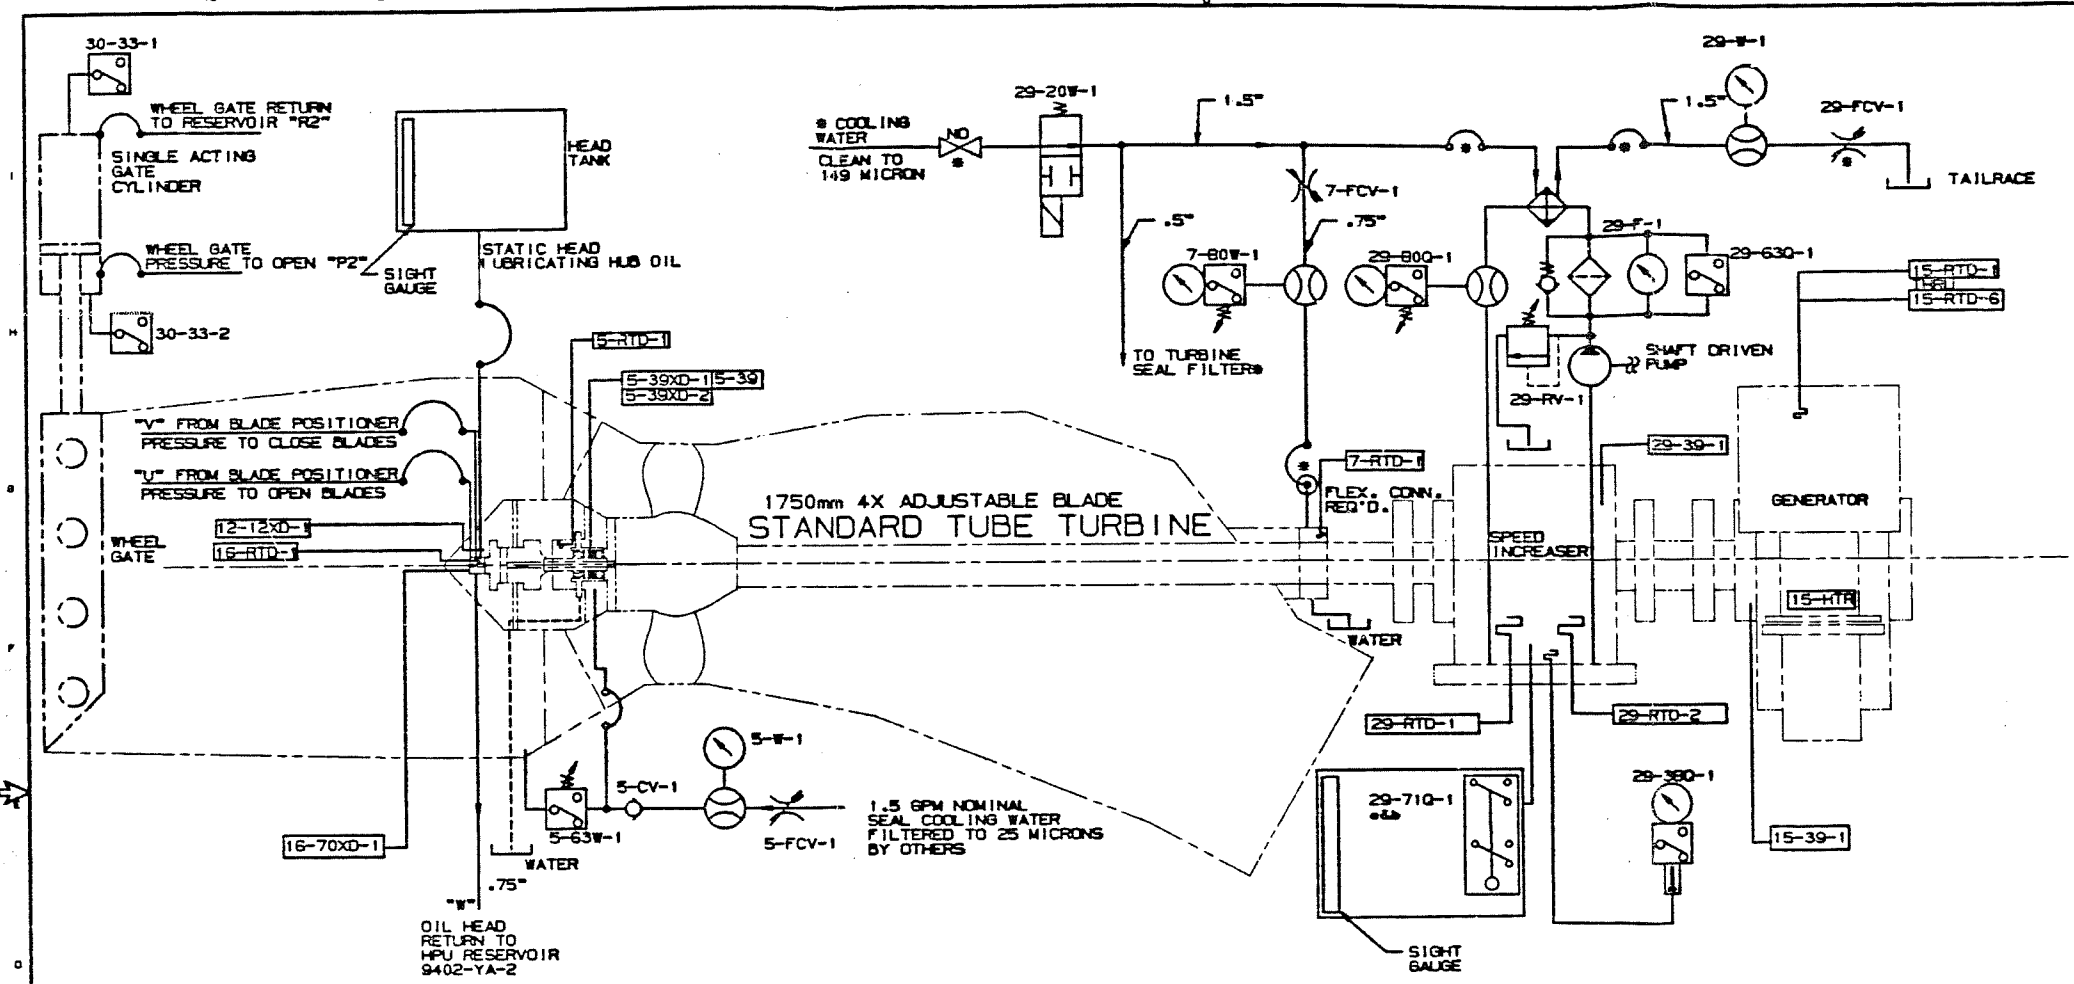 30-33-1
WHEEL GATE RETURN
TO RESERVOIR "R2"
SINGLE ACTING
GATE
CYLINDER
WHEEL GATE
PRESSURE TO OPEN "P2"
30-33-2
SIGHT
GAUGE
HEAD
TANK
STATIC HEAD
LUBRICATING HUB OIL
* COOLING
WATER
CLEAN TO
149 MICRON
NO
*
29-20W-1
1.5"
.5"
TO TURBINE
SEAL FILTER*
7-FCV-1
.75"
7-80W-1
29-80Q-1
*
*
1.5"
29-W-1
29-FCV-1
*
TAILRACE
29-F-1
29-63Q-1
SHAFT DRIVEN
PUMP
29-RV-1
15-RTD-1
THRU
15-RTD-6
5-RTD-1
5-39XD-1
5-39
5-39XD-2
"V" FROM BLADE POSITIONER
PRESSURE TO CLOSE BLADES
"U" FROM BLADE POSITIONER
PRESSURE TO OPEN BLADES
12-12XD-1
16-RTD-1
WHEEL
GATE
1750mm 4X ADJUSTABLE BLADE
STANDARD TUBE TURBINE
*
7-RTD-1
FLEX. CONN.
REQ'D.
29-39-1
SPEED
INCREASER
GENERATOR
15-HTR
WATER
29-RTD-1
29-RTD-2
5-W-1
5-CV-1
5-63W-1
5-FCV-1
1.5 GPM NOMINAL
SEAL COOLING WATER
FILTERED TO 25 MICRONS
BY OTHERS
16-70XD-1
WATER
.75"
"W"
OIL HEAD
RETURN TO
HPU RESERVOIR
9402-YA-2
29-71Q-1
a&b
29-38Q-1
15-39-1
SIGHT
GAUGE
I
H
F